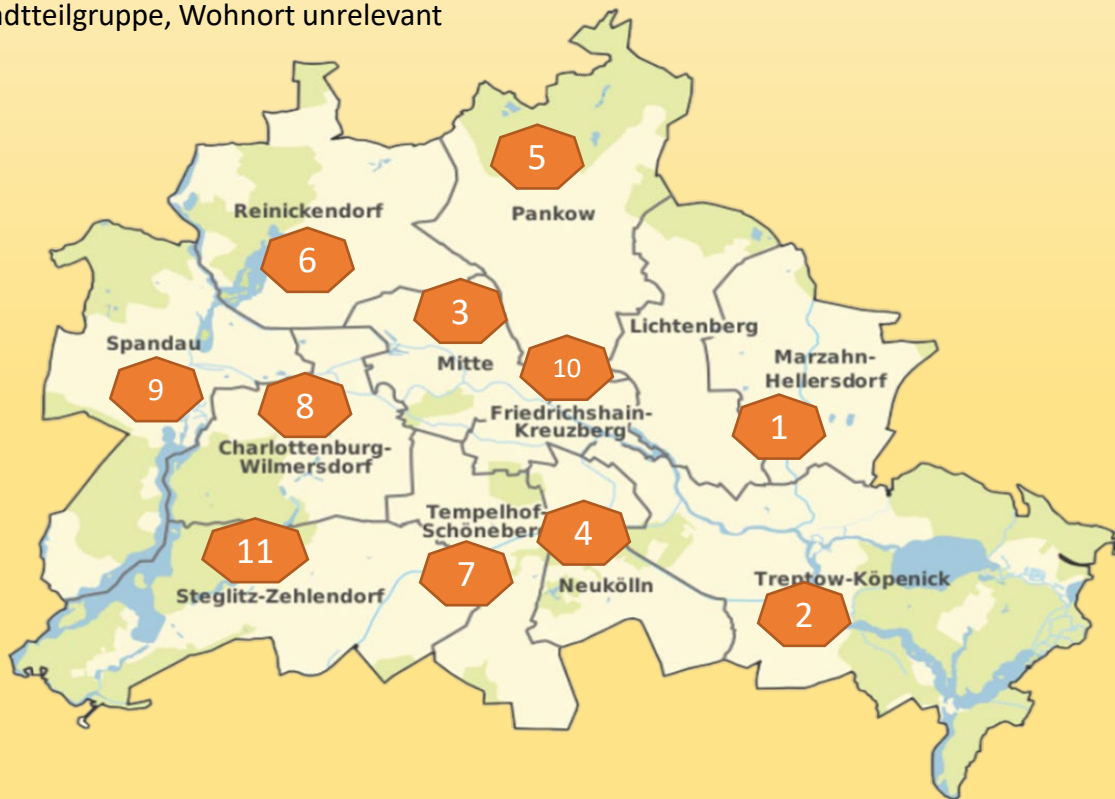 dtteilgruppe, Wohnort unrelevant
5
Reinickendorf
Pankow
6
3
Lichtenberg
Spandau
Mitte
10
Marzahn-
Hellersdorf
9
8
Friedrichshain-
Kreuzberg
1
Charlottenburg-
Wilmersdorf
Tempelhof
Schöneber
4
11
7
Neukölln
Treptow-Köpenick
Steglitz-Zehlendorf
2